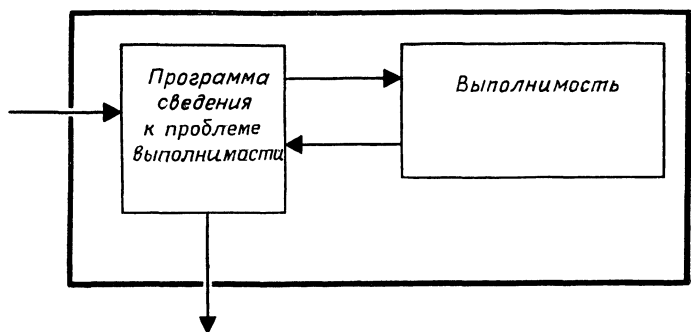 Программа
сведения
к проблеме
выполнимасти
Выполнимость